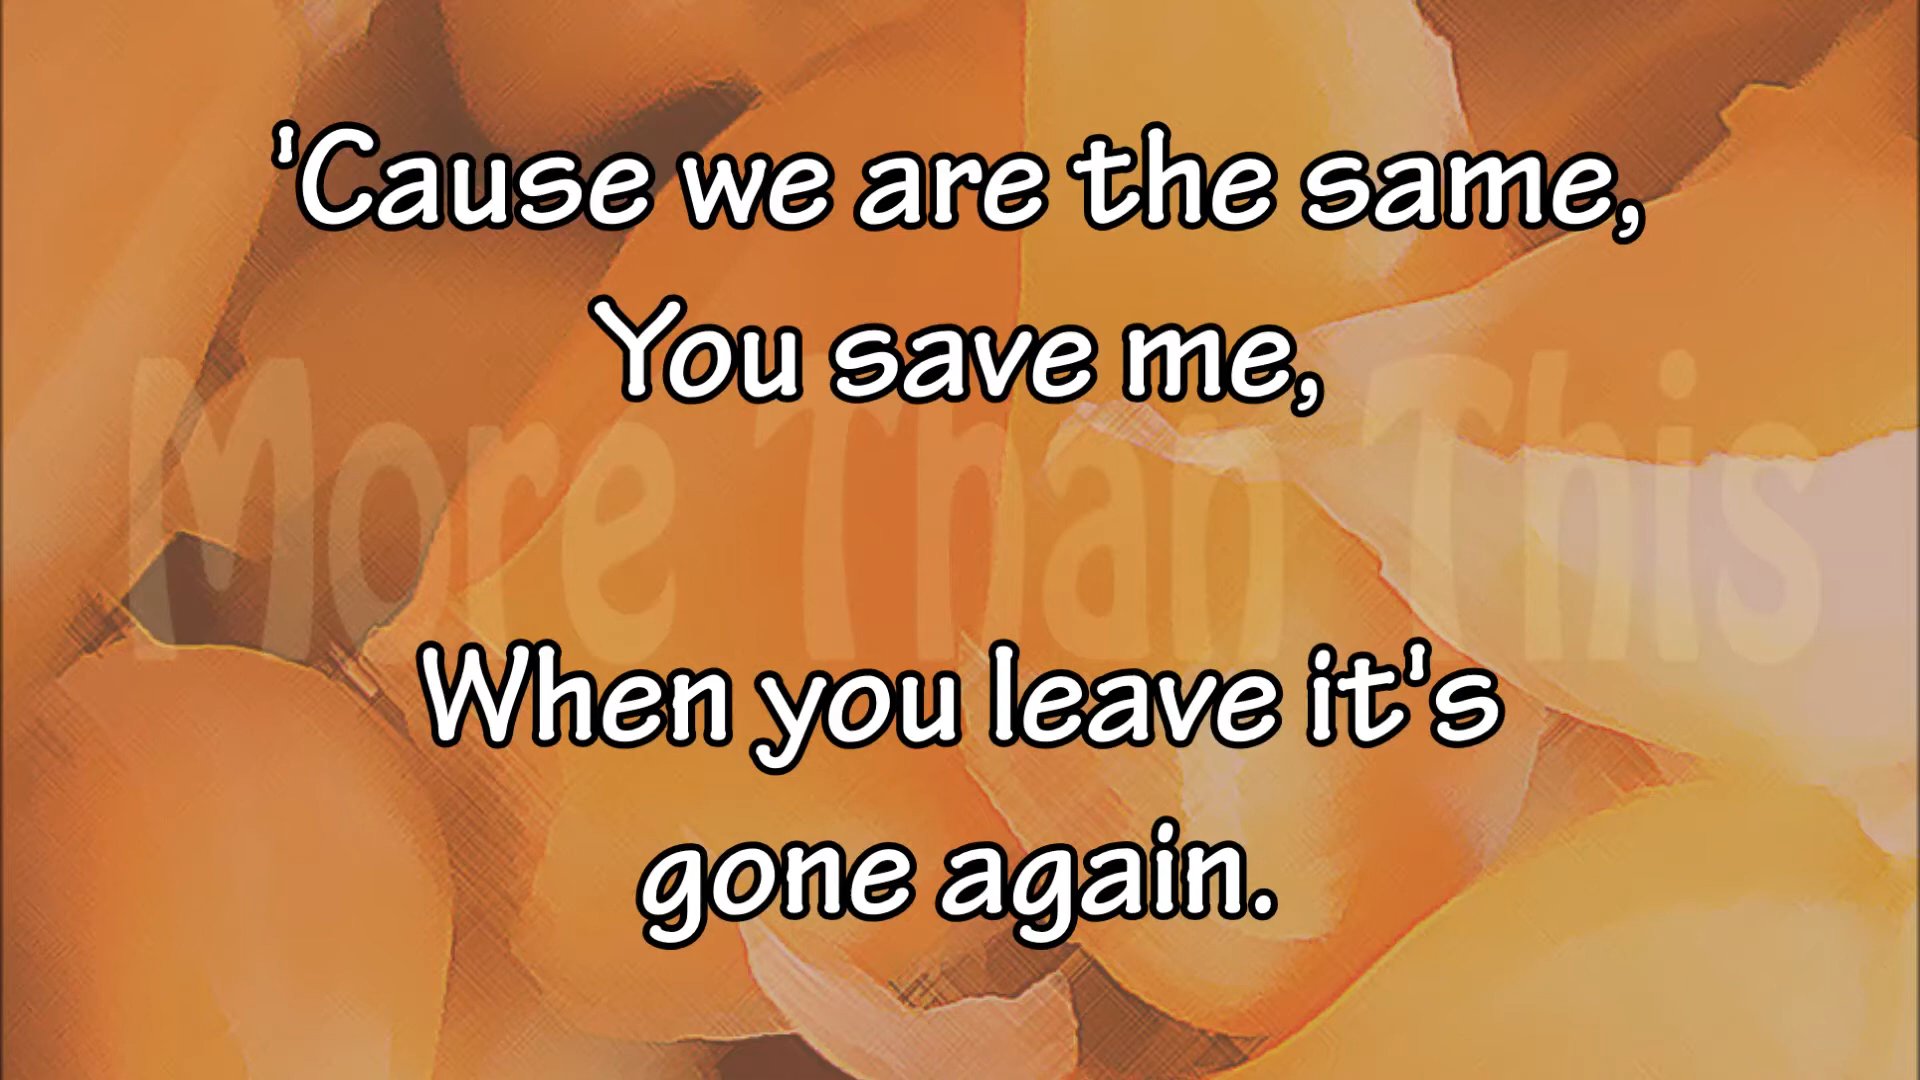 'Cause we are the same,
You save me,
More Than This
When you leave it's
gone again.